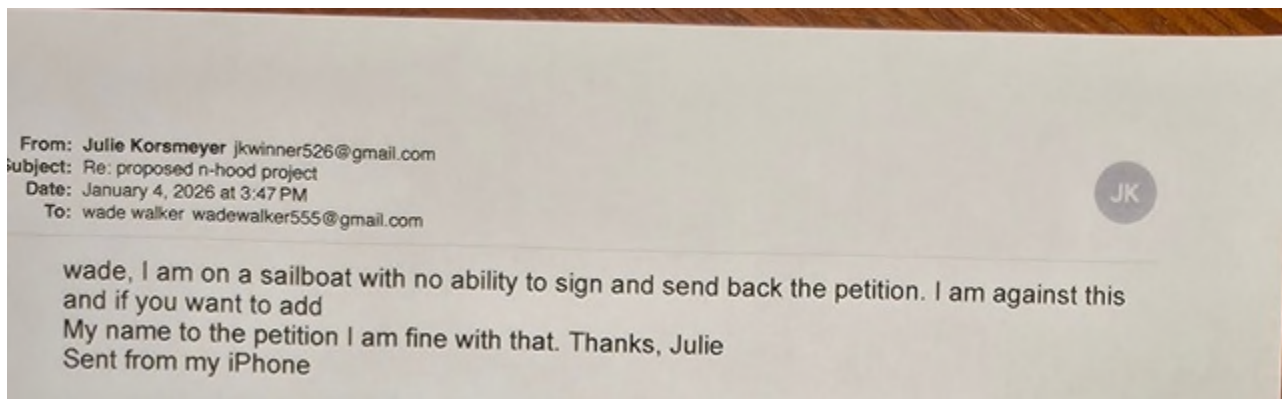 From: Julie Korsmeyer jkwinner526@gmail.com
Subject: Re: proposed n-hood project
Date: January 4, 2026 at 3:47 PM
To: wade walker wadewalker555@gmail.com
JK
wade, I am on a sailboat with no ability to sign and send back the petition. I am against this
and if you want to add
My name to the petition I am fine with that. Thanks, Julie
Sent from my iPhone